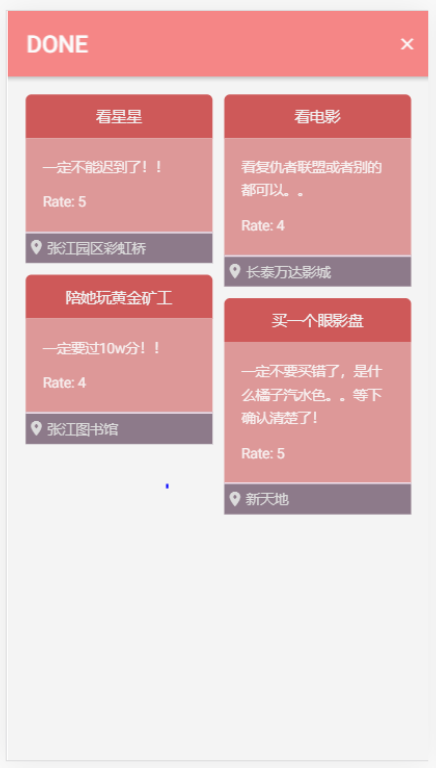 DONE
×
看星星
一定不能迟到了！！
Rate: 5
张江园区彩虹桥
陪她玩黄金矿工
一定要过10w分！！
Rate: 4
张江图书馆
看电影
看复仇者联盟或者别的
都可以。。
Rate: 4
长泰万达影城
买一个眼影盘
一定不要买错了，是什
么橘子汽水色。。等下
确认清楚了！
Rate: 5
新天地